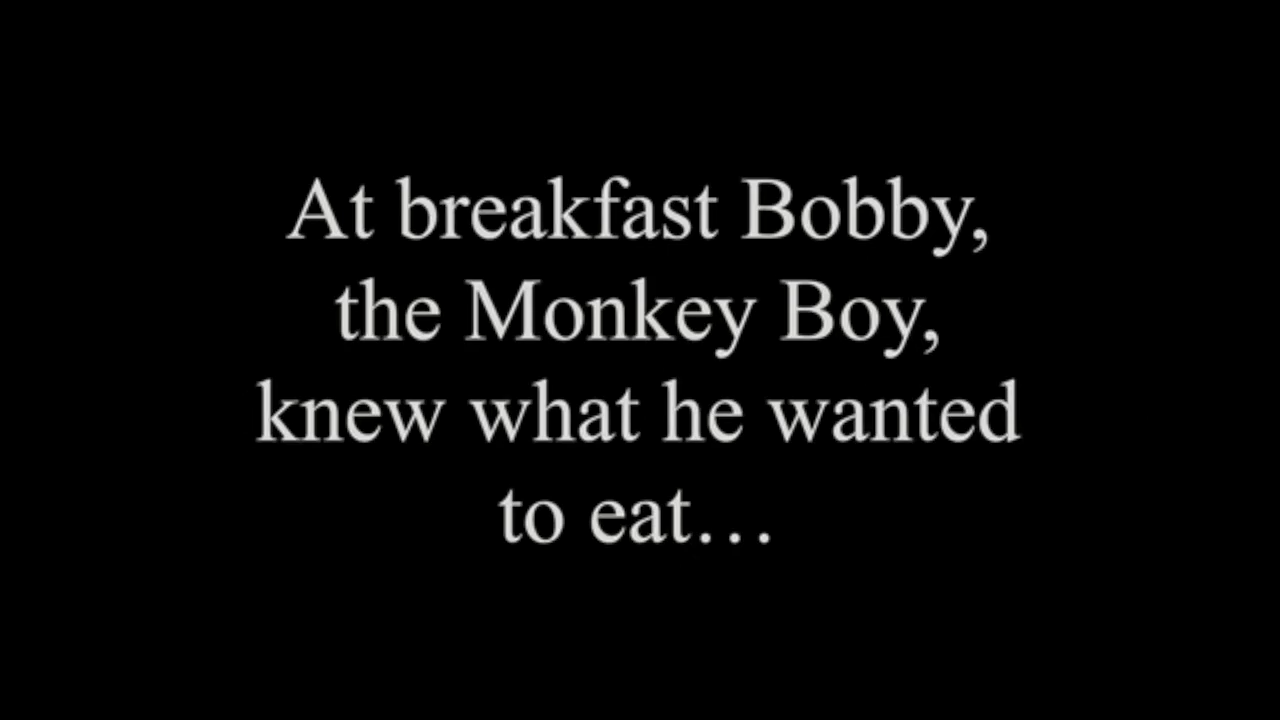 At breakfast Bobby,
the Monkey Boy,
knew what he wanted
to eat…